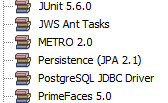 JUnit 5.6.0
JWS Ant Tasks
METRO 2.0
Persistence (JPA 2.1)
PostgreSQL JDBC Driver
PrimeFaces 5.0